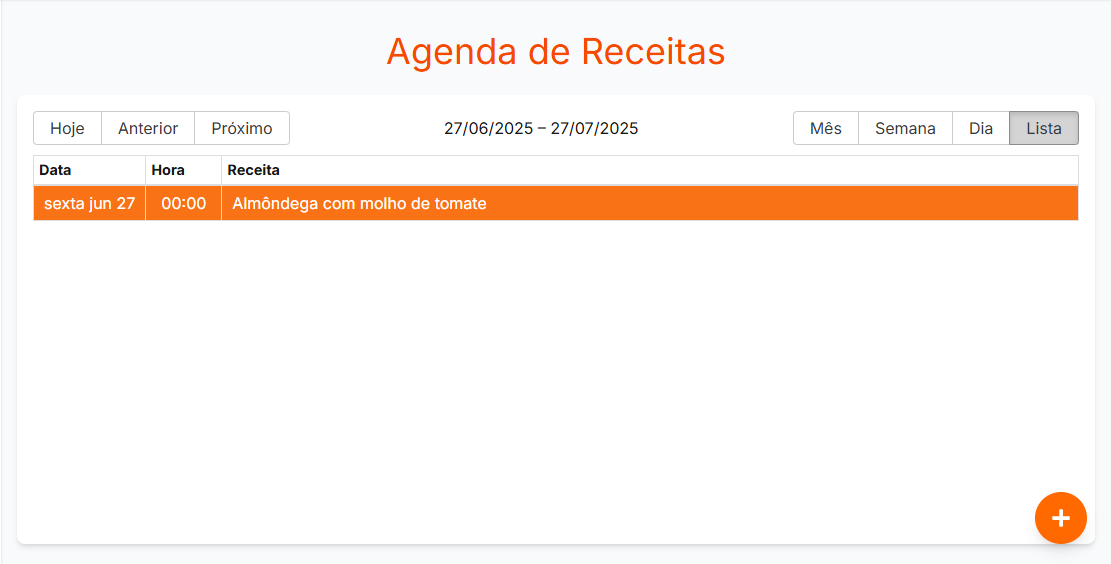 Agenda de Receitas
Hoje Anterior Próximo 27/06/2025 – 27/07/2025 Mês Semana Dia Lista
Data Hora Receita
sexta jun 27 00:00 Almôndega com molho de tomate
+